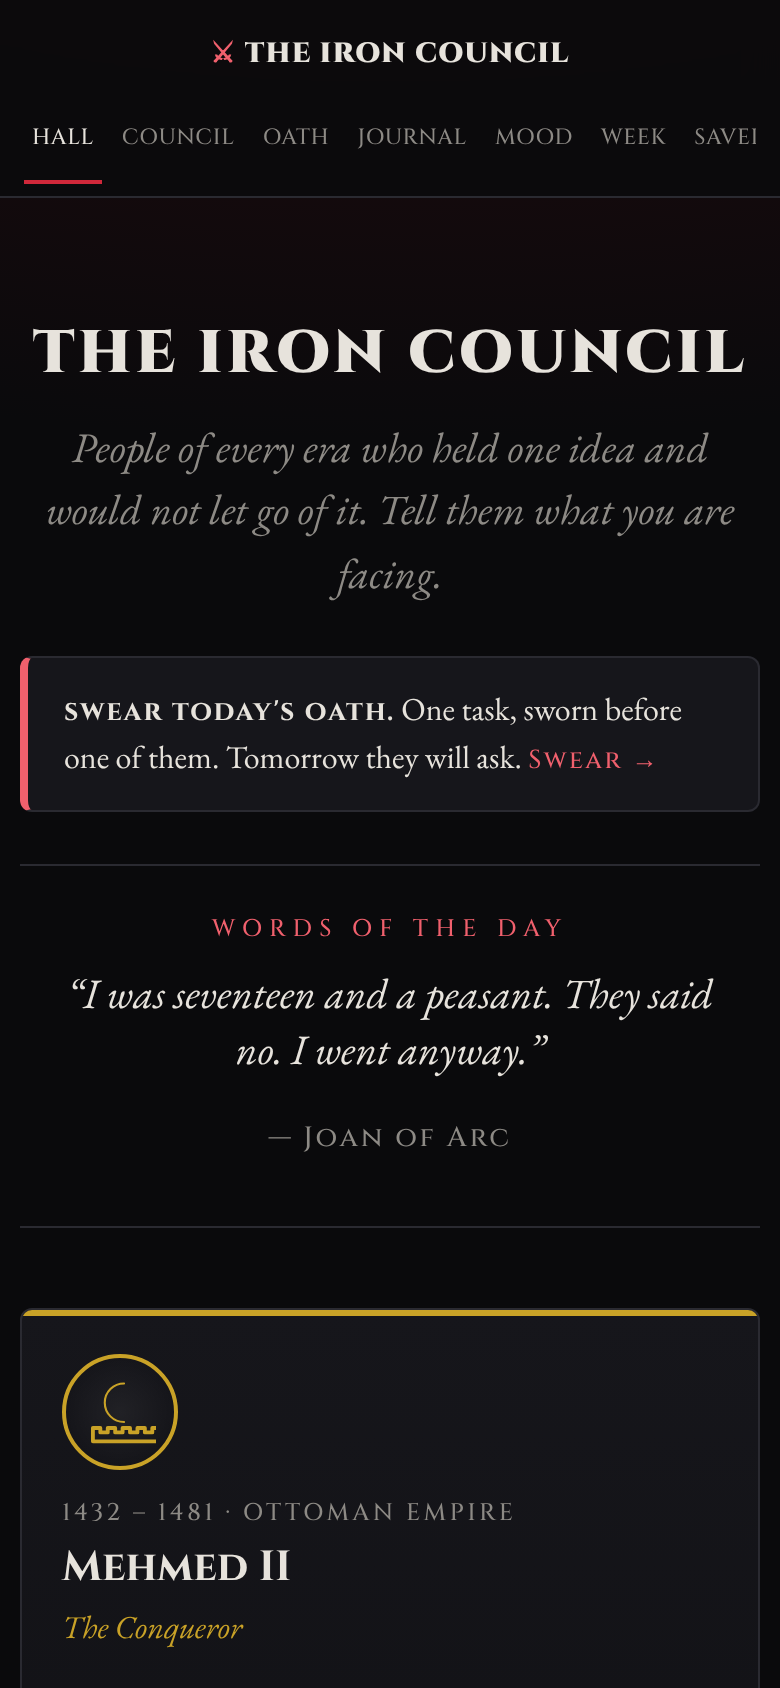 ⚔ THE IRON COUNCIL
HALL COUNCIL OATH JOURNAL MOOD WEEK
THE IRON COUNCIL
People of every era who held one idea and
would not let go of it. Tell them what you are
facing.
SWEAR TODAY'S OATH. One task, sworn before
one of them. Tomorrow they will ask. Swear →
WORDS OF THE DAY
“I was seventeen and a peasant. They said
no. I went anyway.”
— Joan of Arc
1432 – 1481 · OTTOMAN EMPIRE
Mehmed II
The Conqueror